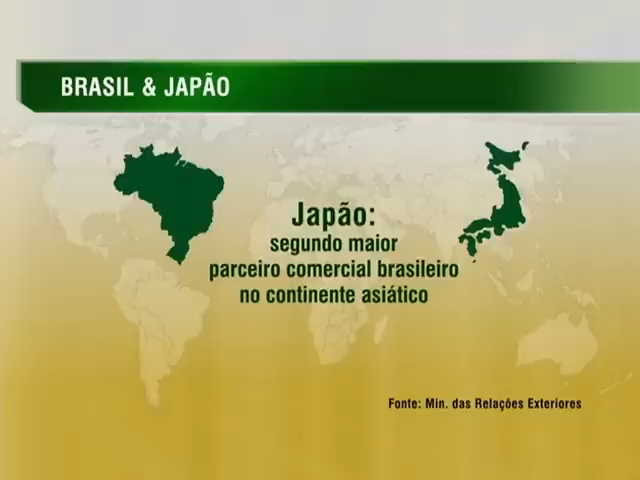 BRASIL & JAPÃO
Japão:
segundo maior
parceiro comercial brasileiro
no continente asiático
Fonte: Min. das Relações Exteriores